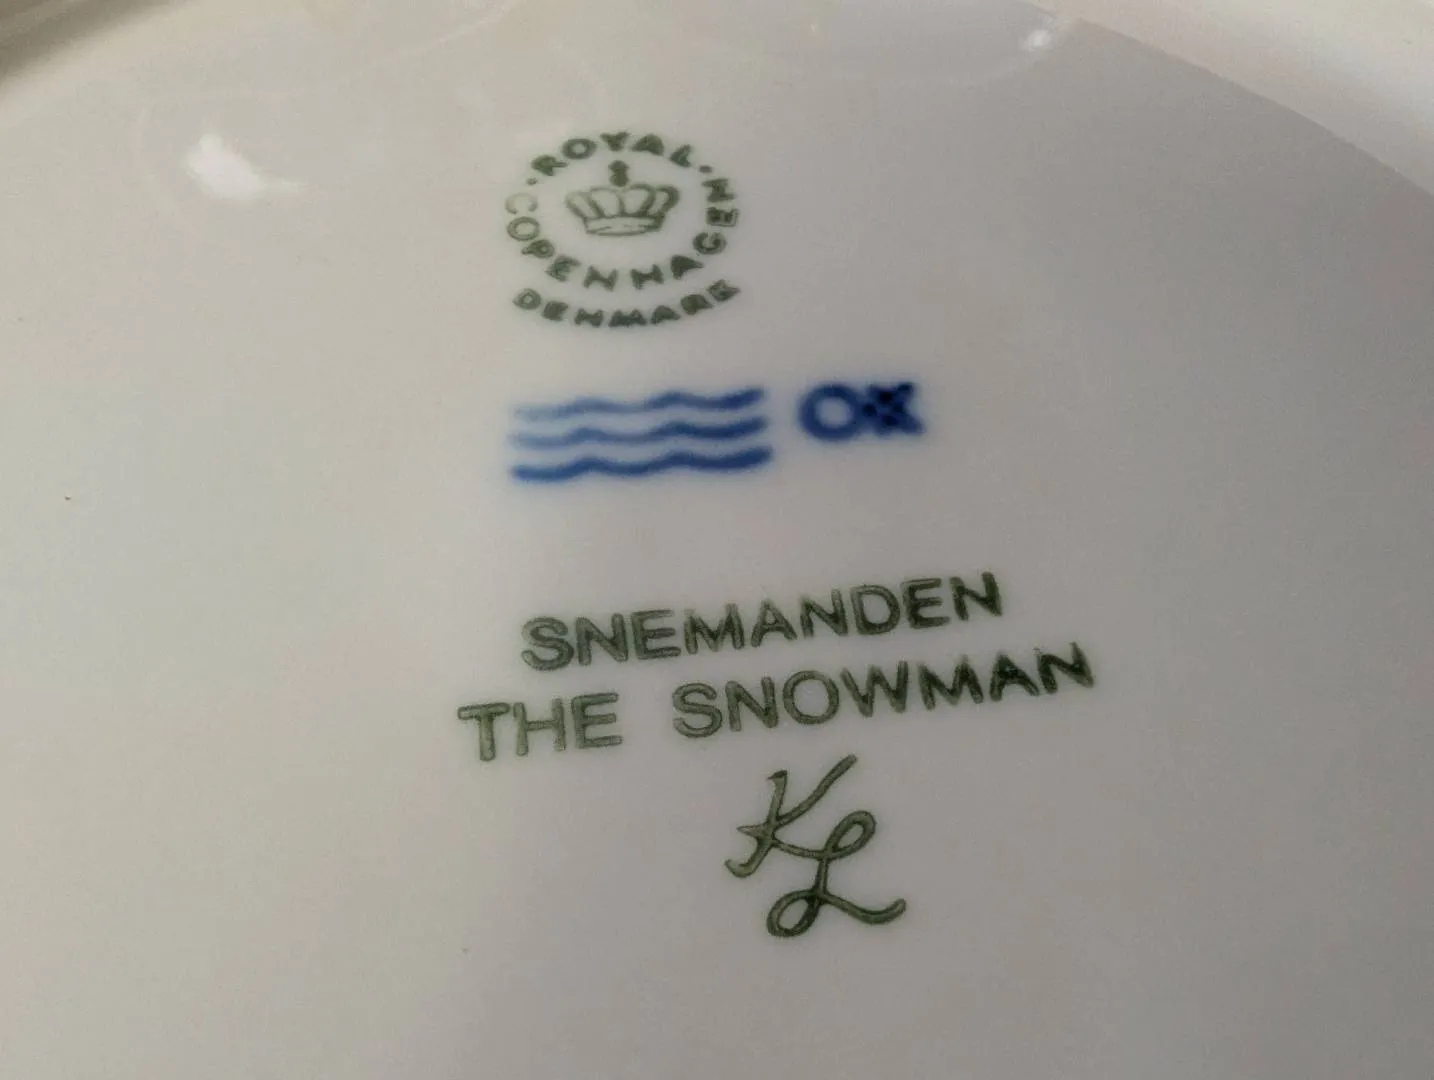 ROYAL
COPENHAGEN
DENMARK
SNEMANDEN
THE SNOWMAN
KL